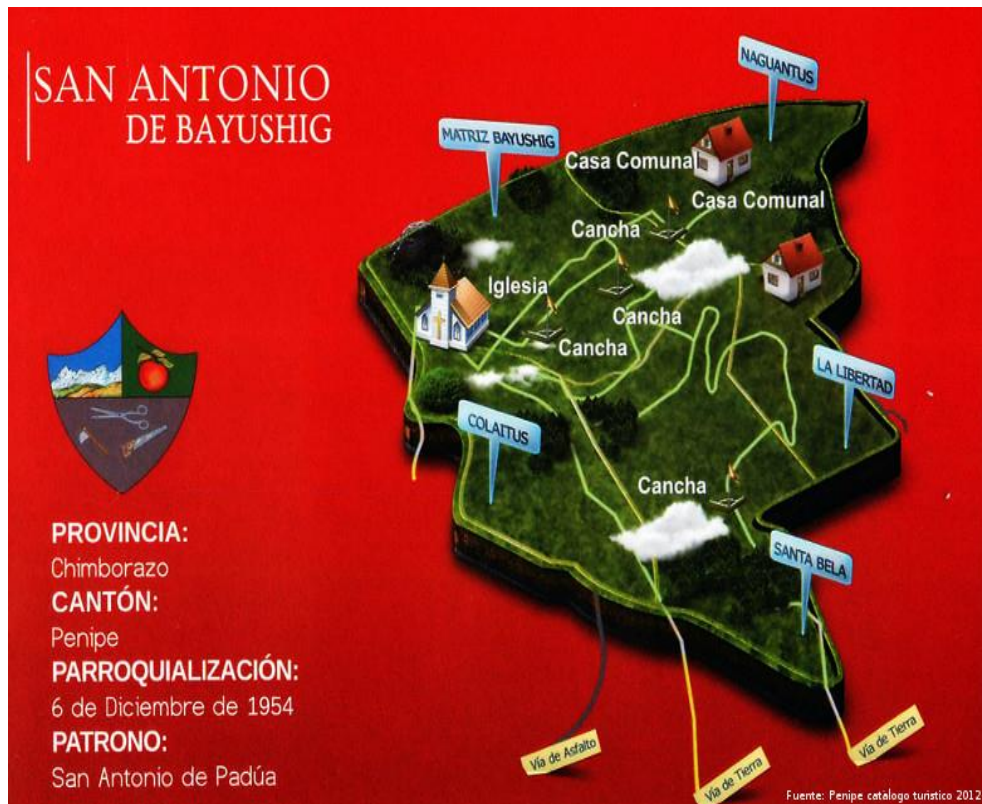 SAN ANTONIO
DE BAYUSHIG
NAGUANTUS
MATRIZ BAYUSHIG
Casa Comunal
Casa Comunal
Cancha
Iglesia
Cancha
Cancha
LA LIBERTAD
COLAITUS
Cancha
SANTA BELA
PROVINCIA:
Chimborazo
CANTÓN:
Penipe
PARROQUIALIZACIÓN:
6 de Diciembre de 1954
PATRONO:
San Antonio de Padúa
Vía de Asfalto
Vía de Tierra
Vía de Tierra
Fuente: Penipe catàlogo turistico 2012